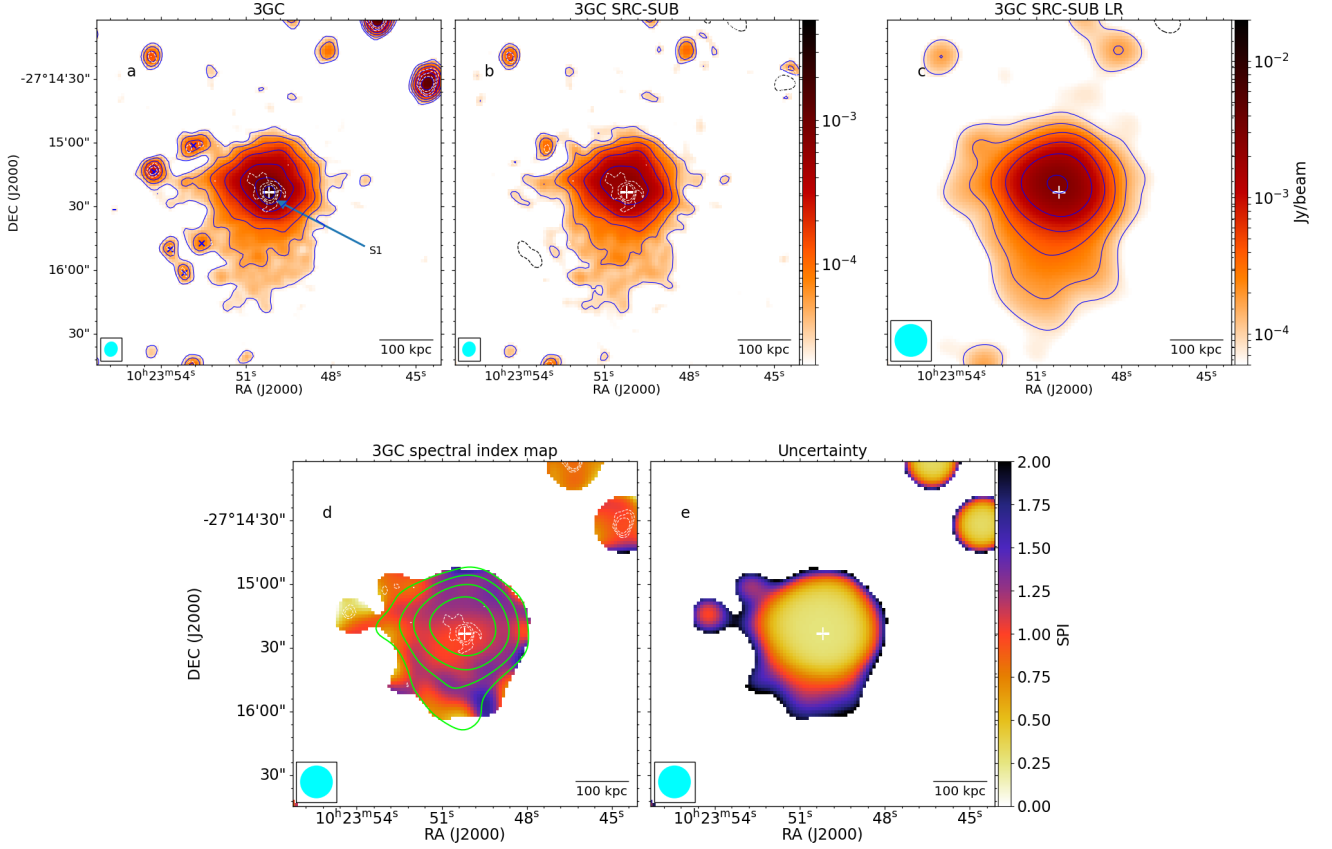 3GC
3GC SRC-SUB
3GC SRC-SUB LR
a
b
c
-27°14'30"
15'00"
30"
16'00"
30"
DEC (J2000)
S1
100 kpc
100 kpc
100 kpc
10ʰ23ᵐ54ˢ
51ˢ
48ˢ
45ˢ
RA (J2000)
10ʰ23ᵐ54ˢ
51ˢ
48ˢ
45ˢ
RA (J2000)
10ʰ23ᵐ54ˢ
51ˢ
48ˢ
45ˢ
RA (J2000)
10⁻³
10⁻⁴
10⁻²
10⁻³
10⁻⁴
Jy/beam
3GC spectral index map
Uncertainty
d
e
-27°14'30"
15'00"
30"
16'00"
30"
DEC (J2000)
100 kpc
100 kpc
10ʰ23ᵐ54ˢ
51ˢ
48ˢ
45ˢ
RA (J2000)
10ʰ23ᵐ54ˢ
51ˢ
48ˢ
45ˢ
RA (J2000)
2.00
1.75
1.50
1.25
1.00
0.75
0.50
0.25
0.00
SPI